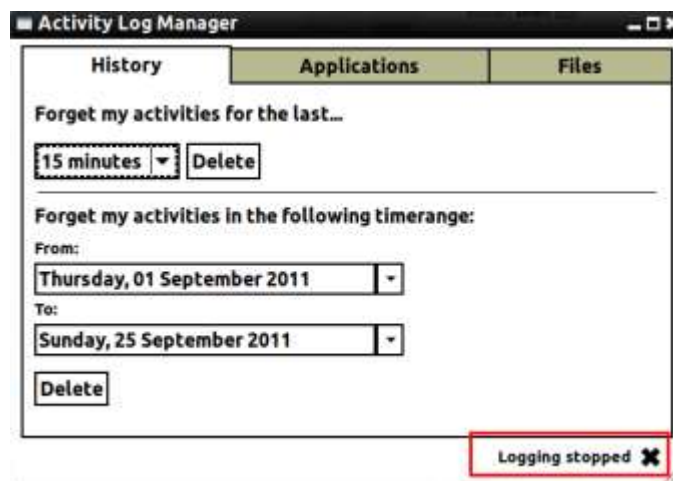 Activity Log Manager
History Applications Files
Forget my activities for the last...
15 minutes Delete
Forget my activities in the following timerange:
From:
Thursday, 01 September 2011
To:
Sunday, 25 September 2011
Delete
Logging stopped